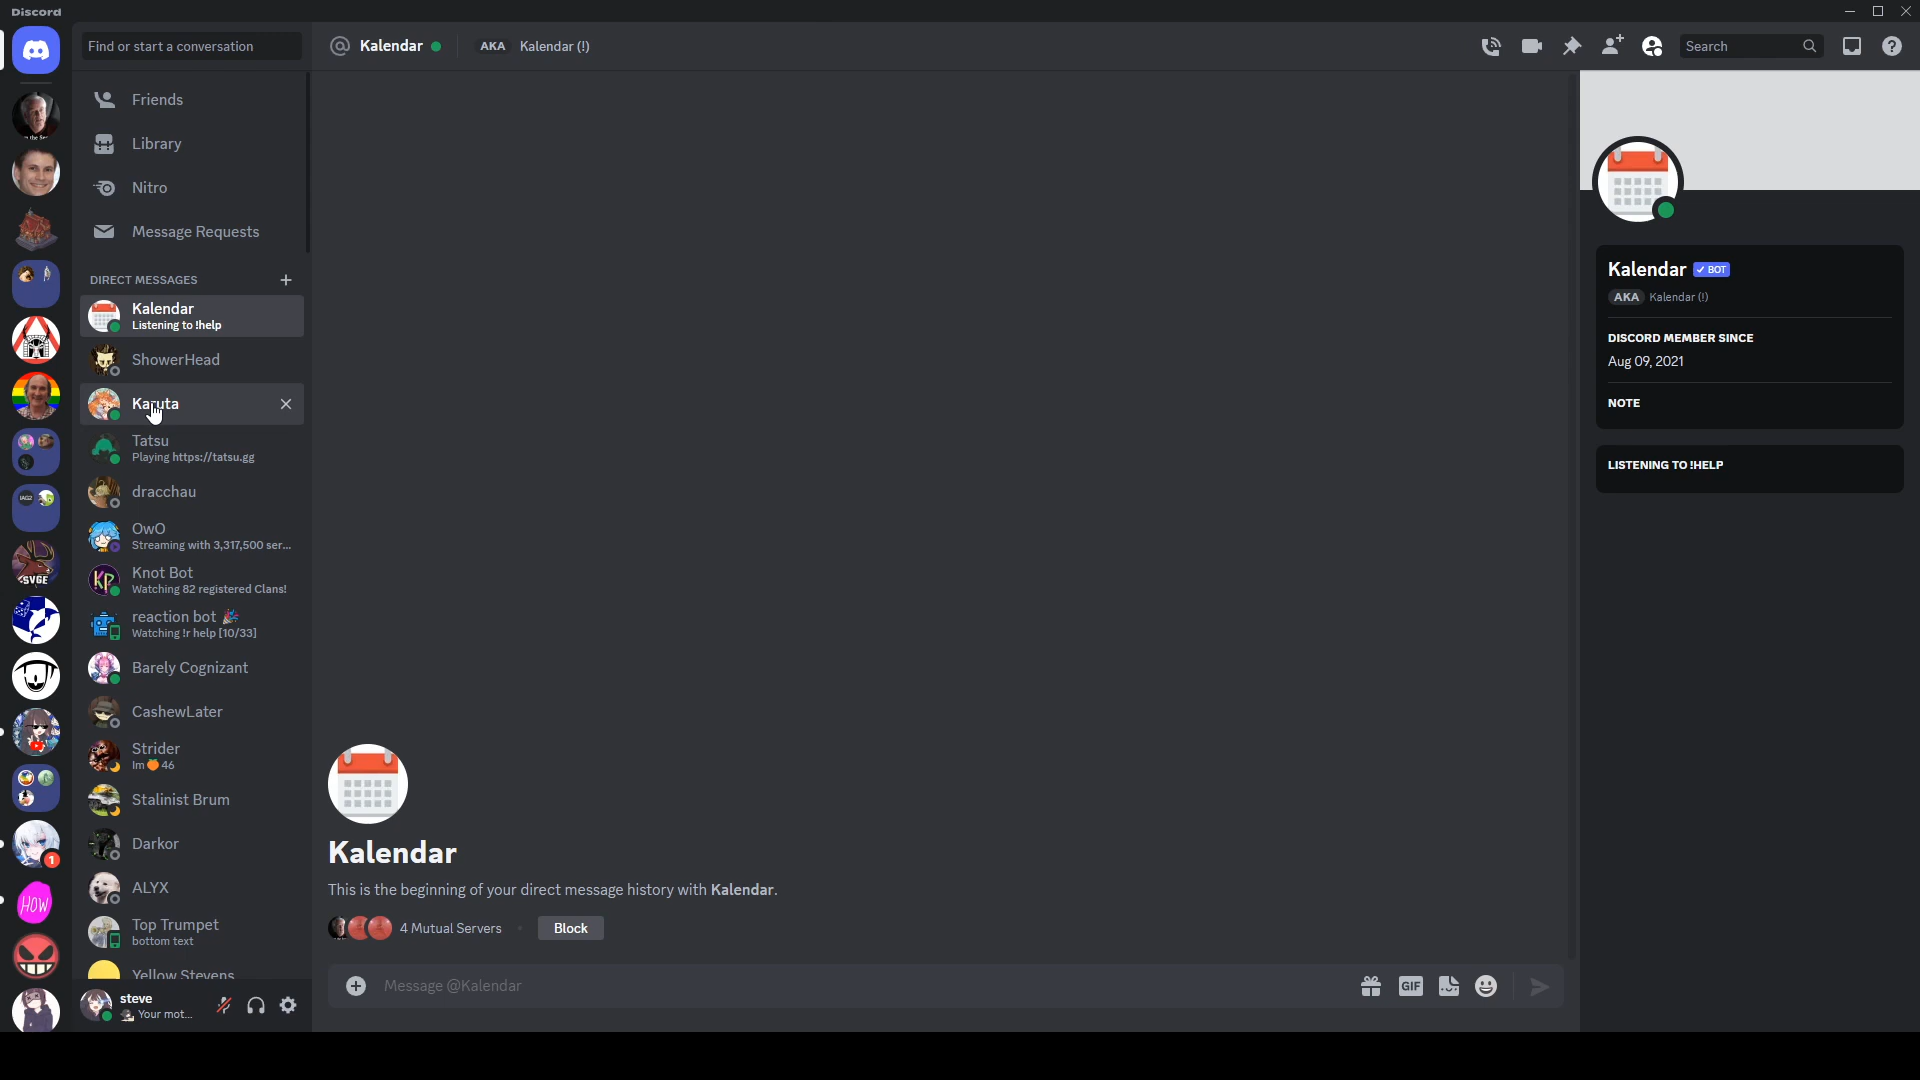 Discord
Find or start a conversation
Kalendar
AKA Kalendar (!)
Search
Friends
Library
Nitro
Message Requests
DIRECT MESSAGES
Kalendar
Listening to !help
ShowerHead
Karuta
Tatsu
Playing https://tatsu.gg
dracchau
OwO
Streaming with 3,317,500 ser...
Knot Bot
Watching 82 registered Clans!
reaction bot 🎉
Watching !r help [10/33]
Barely Cognizant
CashewLater
Strider
Im 🍑 46
Stalinist Brum
Darkor
ALYX
Top Trumpet
bottom text
Yellow Stevens
steve
Your mot...
SVGE
HOW
1
Kalendar
This is the beginning of your direct message history with Kalendar.
4 Mutual Servers
Block
Message @Kalendar
GIF
Kalendar ✓ BOT
AKA Kalendar (!)
DISCORD MEMBER SINCE
Aug 09, 2021
NOTE
LISTENING TO !HELP